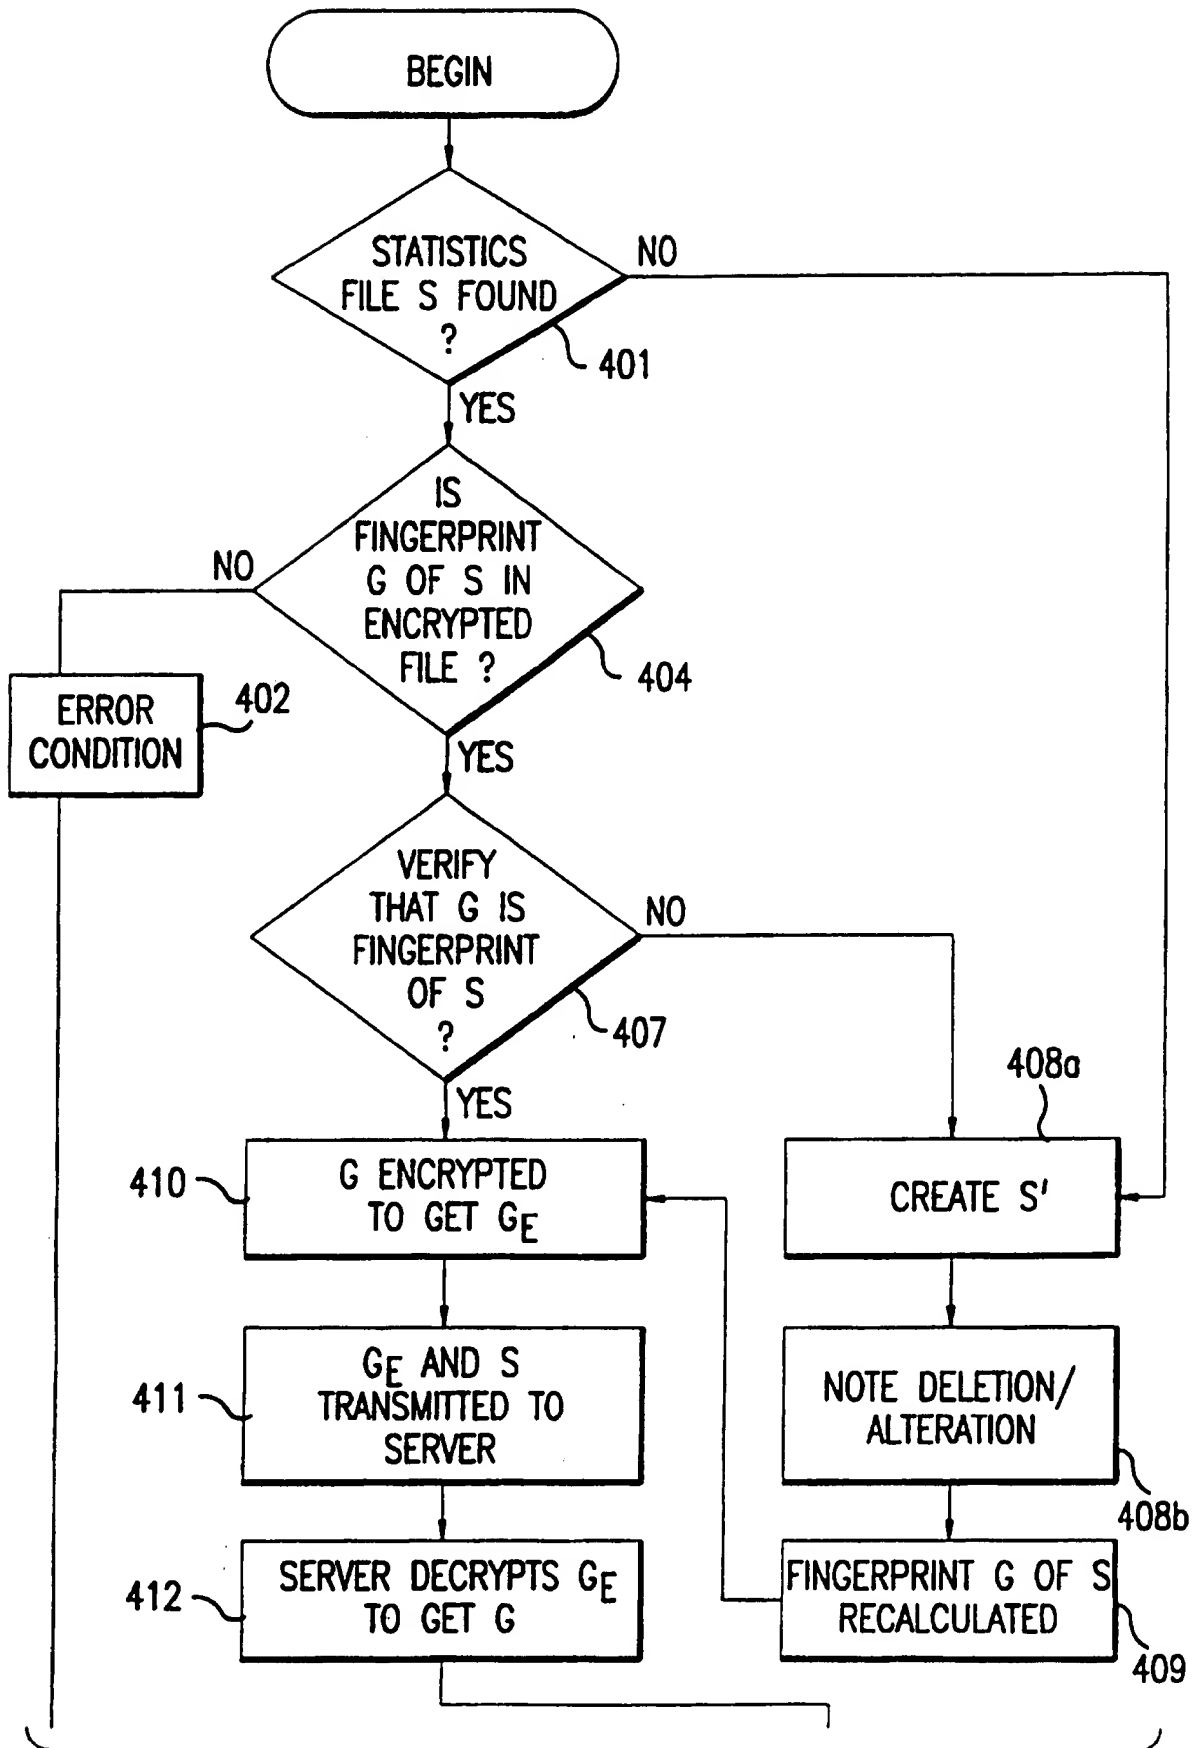 BEGIN
STATISTICS
FILE S FOUND
?
NO
401
YES
IS
FINGERPRINT
G OF S IN
ENCRYPTED
FILE ?
NO
404
ERROR
CONDITION
402
YES
VERIFY
THAT G IS
FINGERPRINT
OF S
?
NO
407
YES
408a
410
G ENCRYPTED
TO GET GE
CREATE S'
411
GE AND S
TRANSMITTED TO
SERVER
NOTE DELETION/
ALTERATION
408b
412
SERVER DECRYPTS GE
TO GET G
FINGERPRINT G OF S
RECALCULATED
409